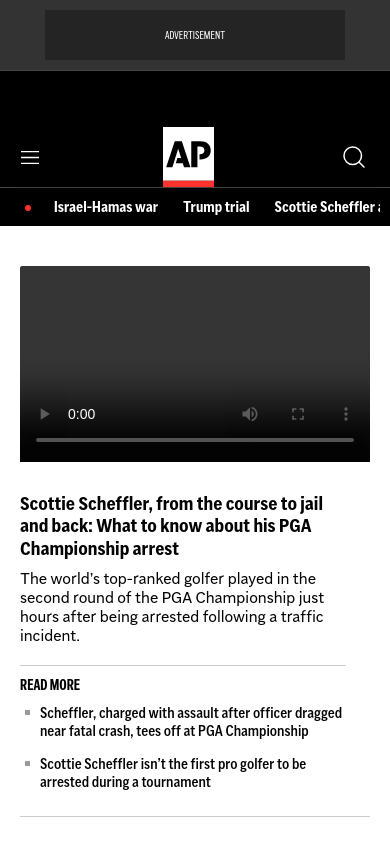 ADVERTISEMENT
AP
Israel-Hamas war Trump trial Scottie Scheffler
0:00
Scottie Scheffler, from the course to jail
and back: What to know about his PGA
Championship arrest
The world’s top-ranked golfer played in the
second round of the PGA Championship just
hours after being arrested following a traffic
incident.
READ MORE
Scheffler, charged with assault after officer dragged
near fatal crash, tees off at PGA Championship
Scottie Scheffler isn’t the first pro golfer to be
arrested during a tournament